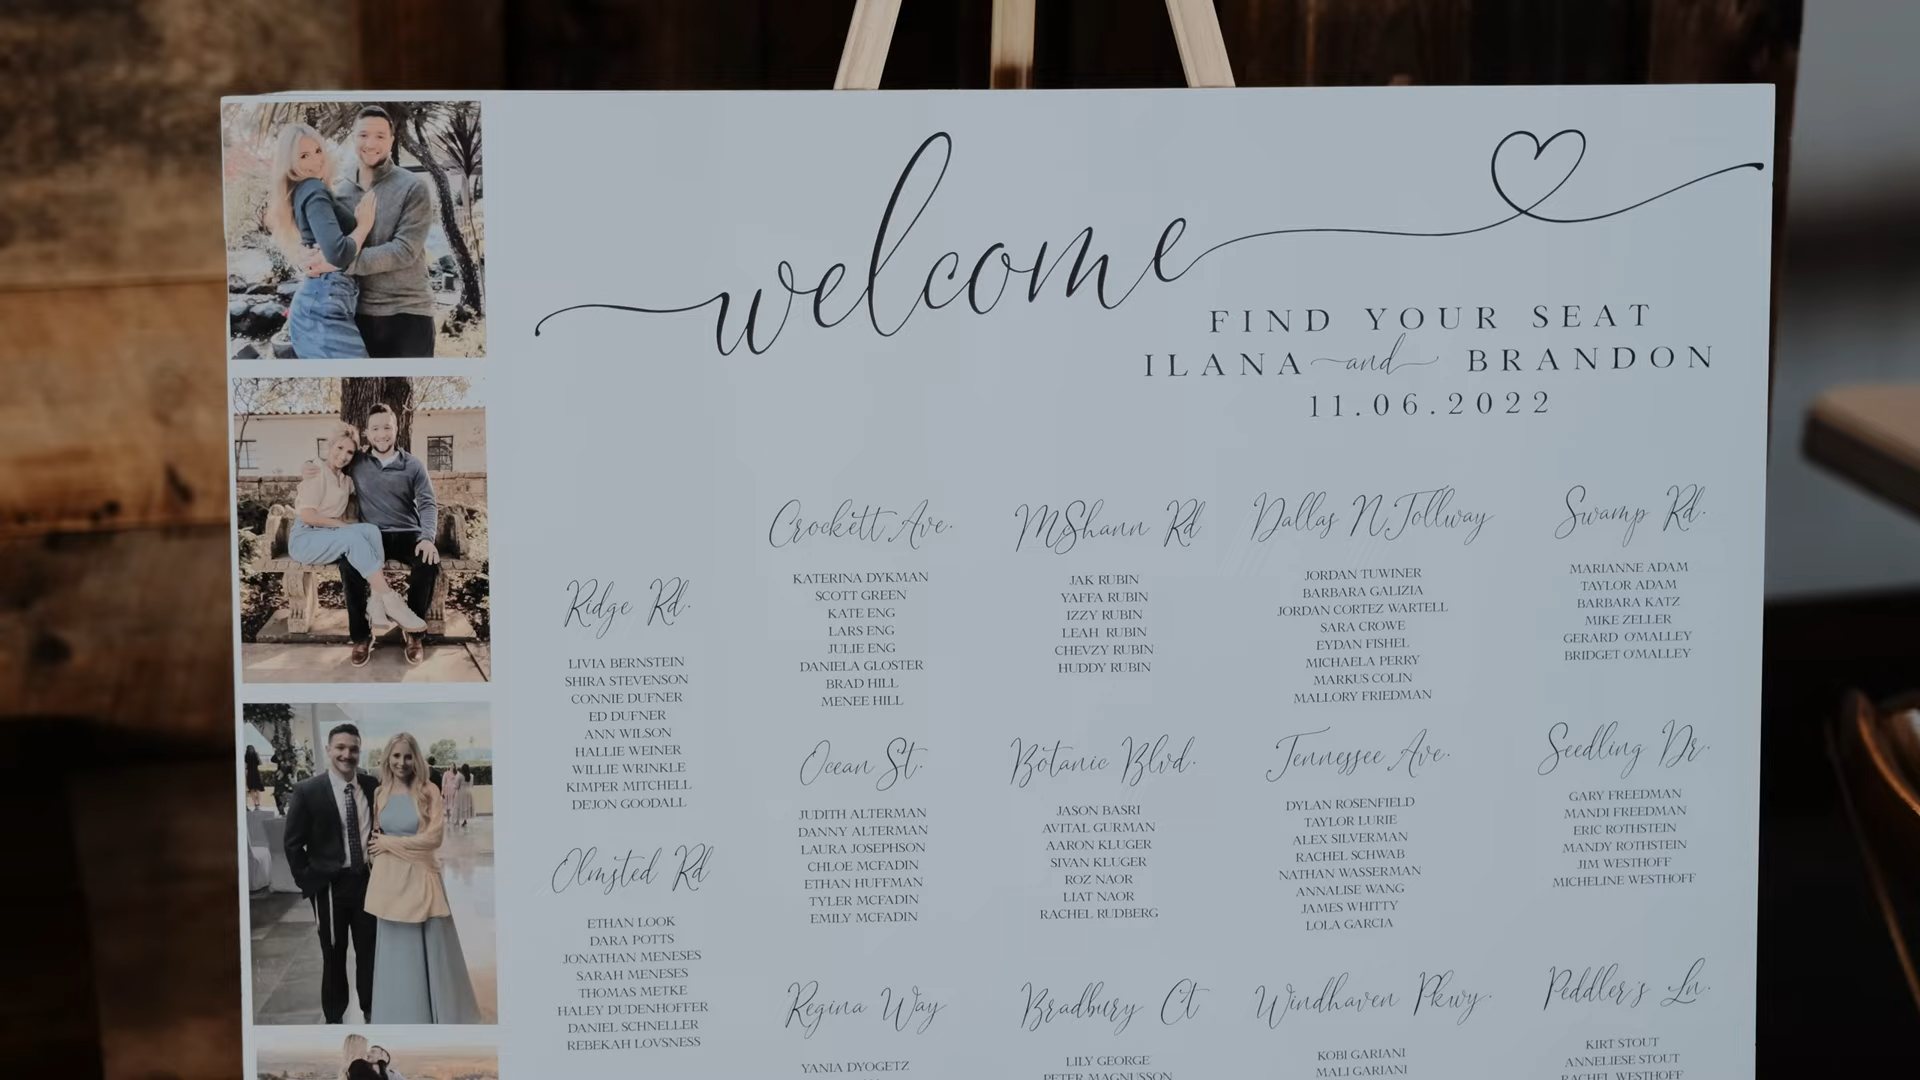 welcome
FIND YOUR SEAT
ILANA and BRANDON
11.06.2022
Ridge Rd.
LIVIA BERNSTEIN
SHIRA STEVENSON
CONNIE DUFNER
ED DUFNER
ANN WILSON
HALLIE WEINER
WILLIE WRINKLE
KIMPER MITCHELL
DEJON GOODALL
Olmsted Rd
ETHAN LOOK
DARA POTTS
JONATHAN MENESES
SARAH MENESES
THOMAS METKE
HALEY DUDENHOFFER
DANIEL SCHNELLER
REBEKAH LOVSNESS
Crockett Ave.
KATERINA DYKMAN
SCOTT GREEN
KATE ENG
LARS ENG
JULIE ENG
DANIELA GLOSTER
BRAD HILL
MENEE HILL
Ocean St.
JUDITH ALTERMAN
DANNY ALTERMAN
LAURA JOSEPHSON
CHLOE MCFADIN
ETHAN HUFFMAN
TYLER MCFADIN
EMILY MCFADIN
Regina Way
YANIA DYOGETZ
McShann Rd
JAK RUBIN
YAFFA RUBIN
IZZY RUBIN
LEAH RUBIN
CHEVZY RUBIN
HUDDY RUBIN
Botanic Blvd.
JASON BASRI
AVITAL GURMAN
AARON KLUGER
SIVAN KLUGER
ROZ NAOR
LIAT NAOR
RACHEL RUDBERG
Bradbury Ct
LILY GEORGE
PETER MAGNUSSON
Dallas N. Tollway
JORDAN TUWINER
BARBARA GALIZIA
JORDAN CORTEZ WARTELL
SARA CROWE
EYDAN FISHEL
MICHAELA PERRY
MARKUS COLIN
MALLORY FRIEDMAN
Tennessee Ave.
DYLAN ROSENFIELD
TAYLOR LURIE
ALEX SILVERMAN
RACHEL SCHWAB
NATHAN WASSERMAN
ANNALISE WANG
JAMES WHITTY
LOLA GARCIA
Windhaven Pkwy.
KOBI GARIANI
MALI GARIANI
Swamp Rd.
MARIANNE ADAM
TAYLOR ADAM
BARBARA KATZ
MIKE ZELLER
GERARD O'MALLEY
BRIDGET O'MALLEY
Seedling Dr.
GARY FREEDMAN
MANDI FREEDMAN
ERIC ROTHSTEIN
MANDY ROTHSTEIN
JIM WESTHOFF
MICHELINE WESTHOFF
Peddler's Ln.
KIRT STOUT
ANNELIESE STOUT
RACHEL WESTHOFF